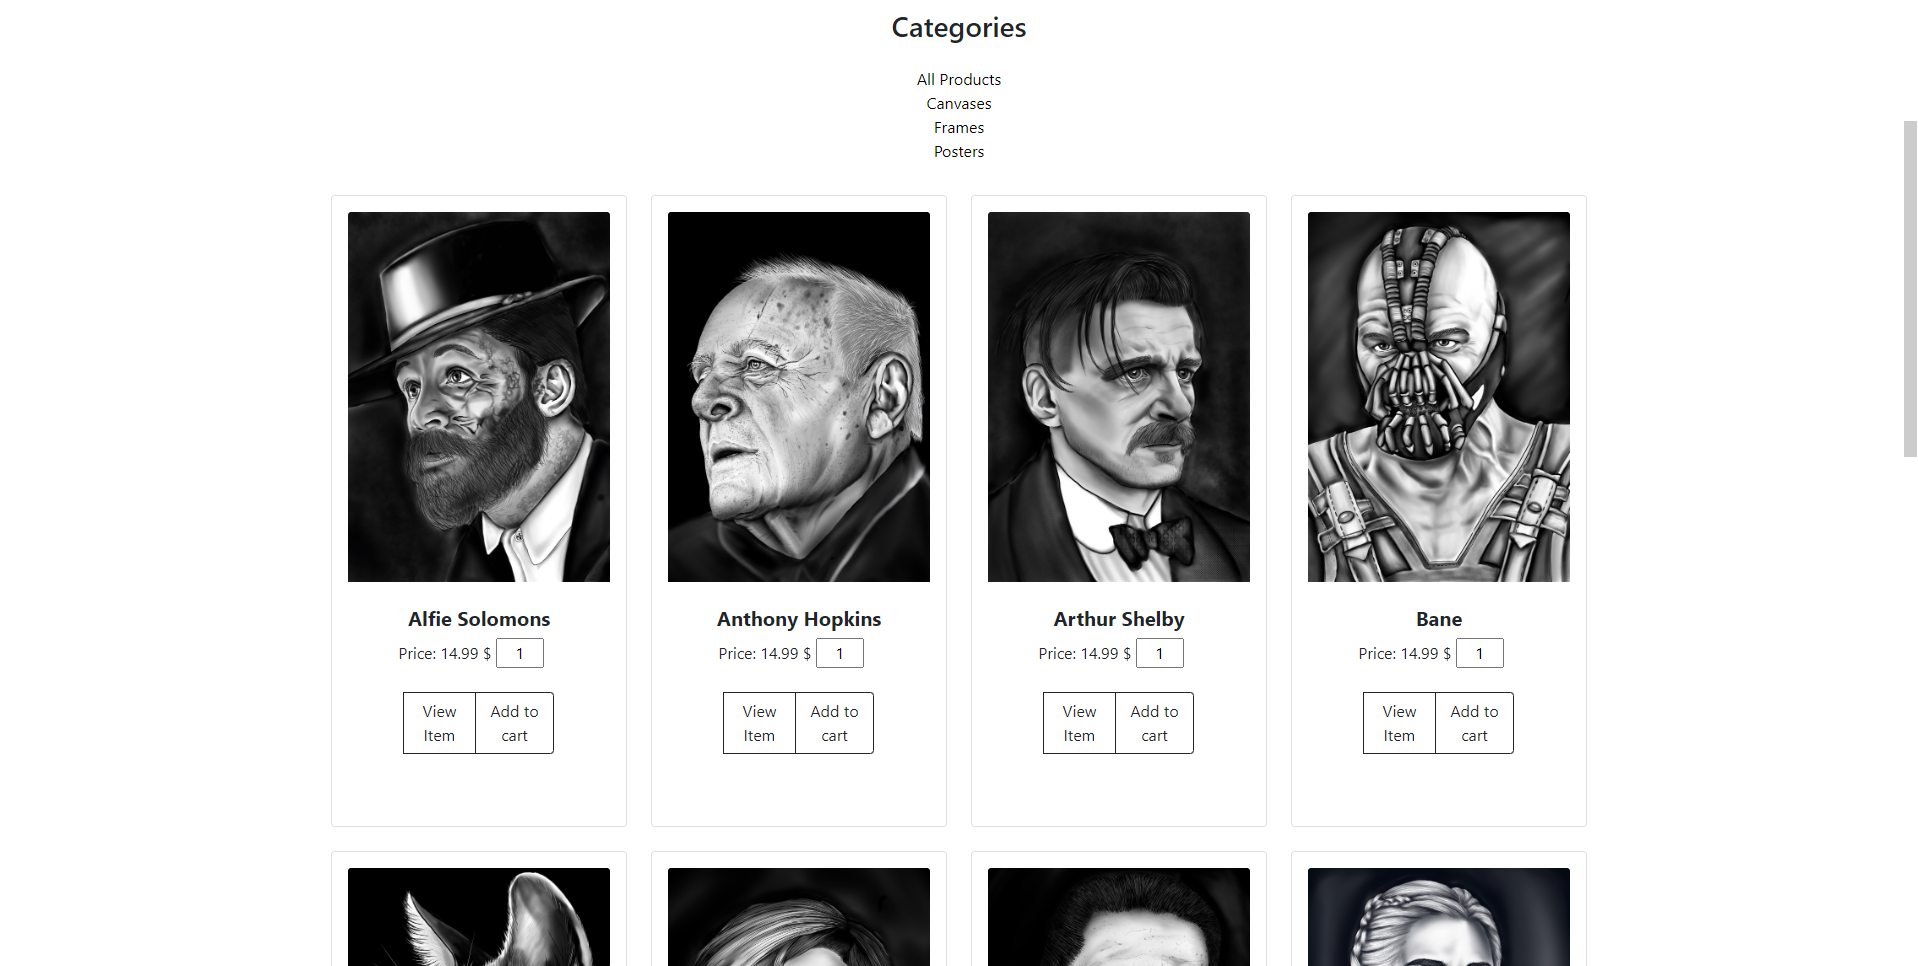 Categories
All Products
Canvases
Frames
Posters
Alfie Solomons
Price: 14.99 $ 1
View Item
Add to cart
Anthony Hopkins
Price: 14.99 $ 1
View Item
Add to cart
Arthur Shelby
Price: 14.99 $ 1
View Item
Add to cart
Bane
Price: 14.99 $ 1
View Item
Add to cart